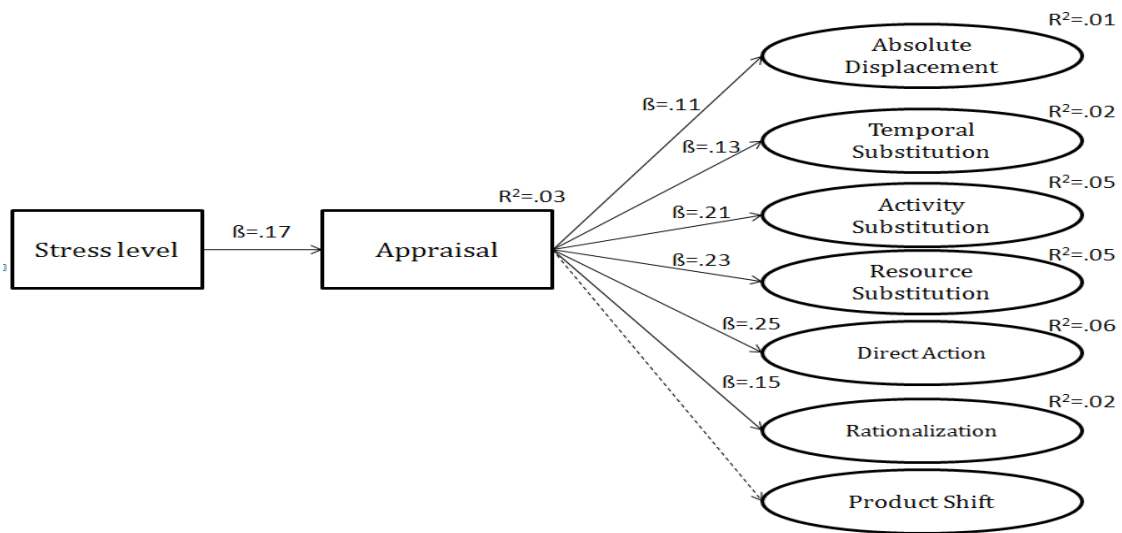 R²=.01
Absolute
Displacement
ß=.11
R²=.02
Temporal
Substitution
ß=.13
R²=.03
R²=.05
Activity
Substitution
ß=.21
Stress level
ß=.17
Appraisal
ß=.23
R²=.05
Resource
Substitution
R²=.06
ß=.25
Direct Action
ß=.15
R²=.02
Rationalization
Product Shift